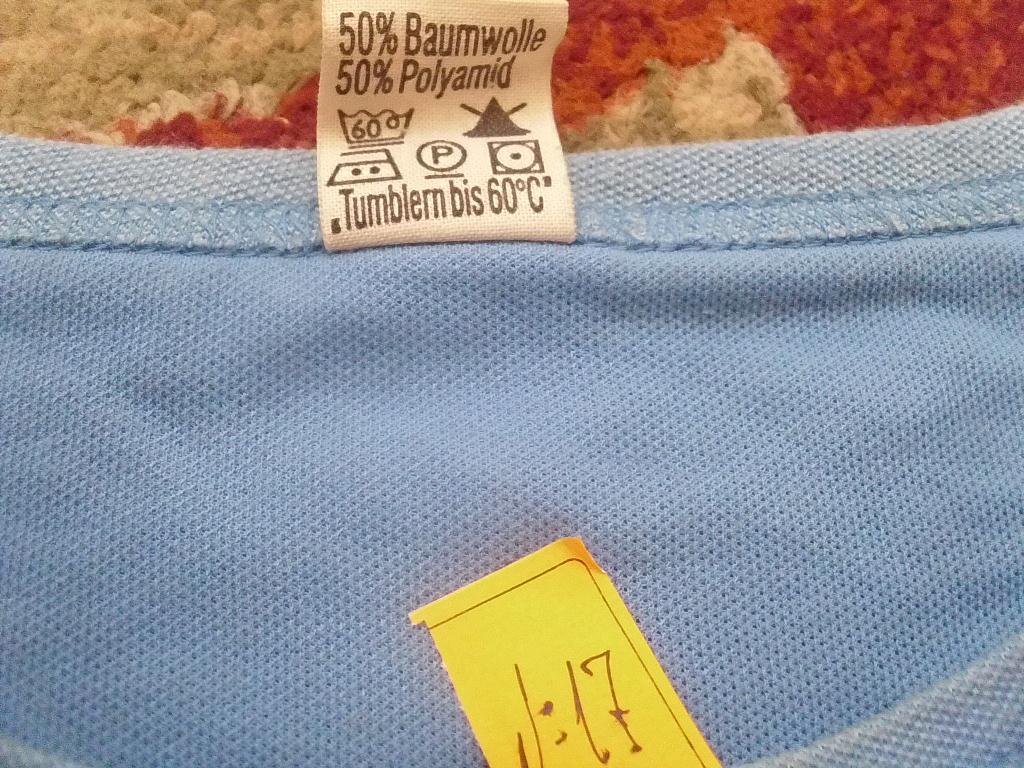 50% Baumwolle
50% Polyamid
60
P
„Tumblern bis 60°C"